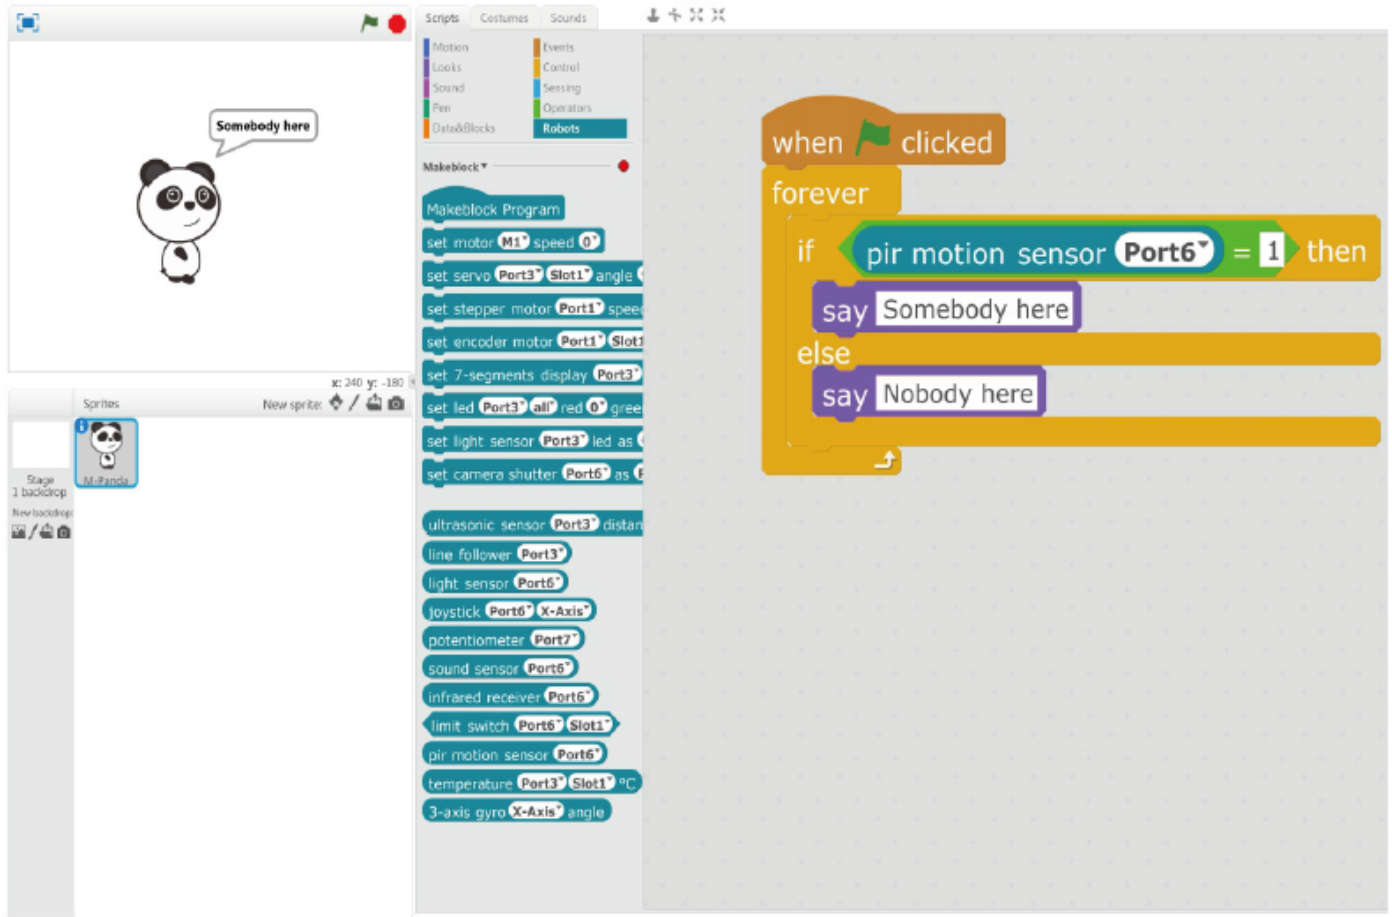 Somebody here
x: 240 y: -180
Sprites
New sprite:
Stage
1 backdrop
New backdrop:
M-Panda
Scripts
Costumes
Sounds
Motion
Looks
Sound
Pen
Data&Blocks
Events
Control
Sensing
Operators
Robots
Makeblock
Makeblock Program
set motor M1 speed 0
set servo Port3 Slot1 angle
set stepper motor Port1 speed
set encoder motor Port1 Slot1
set 7-segments display Port3
set led Port3 all red 0 gree
set light sensor Port3 led as
set camera shutter Port6 as
ultrasonic sensor Port3 distan
line follower Port3
light sensor Port6
joystick Port6 X-Axis
potentiometer Port7
sound sensor Port6
infrared receiver Port6
limit switch Port6 Slot1
pir motion sensor Port6
temperature Port3 Slot1 °C
3-axis gyro X-Axis angle
when clicked
forever
if pir motion sensor Port6 = 1 then
say Somebody here
else
say Nobody here